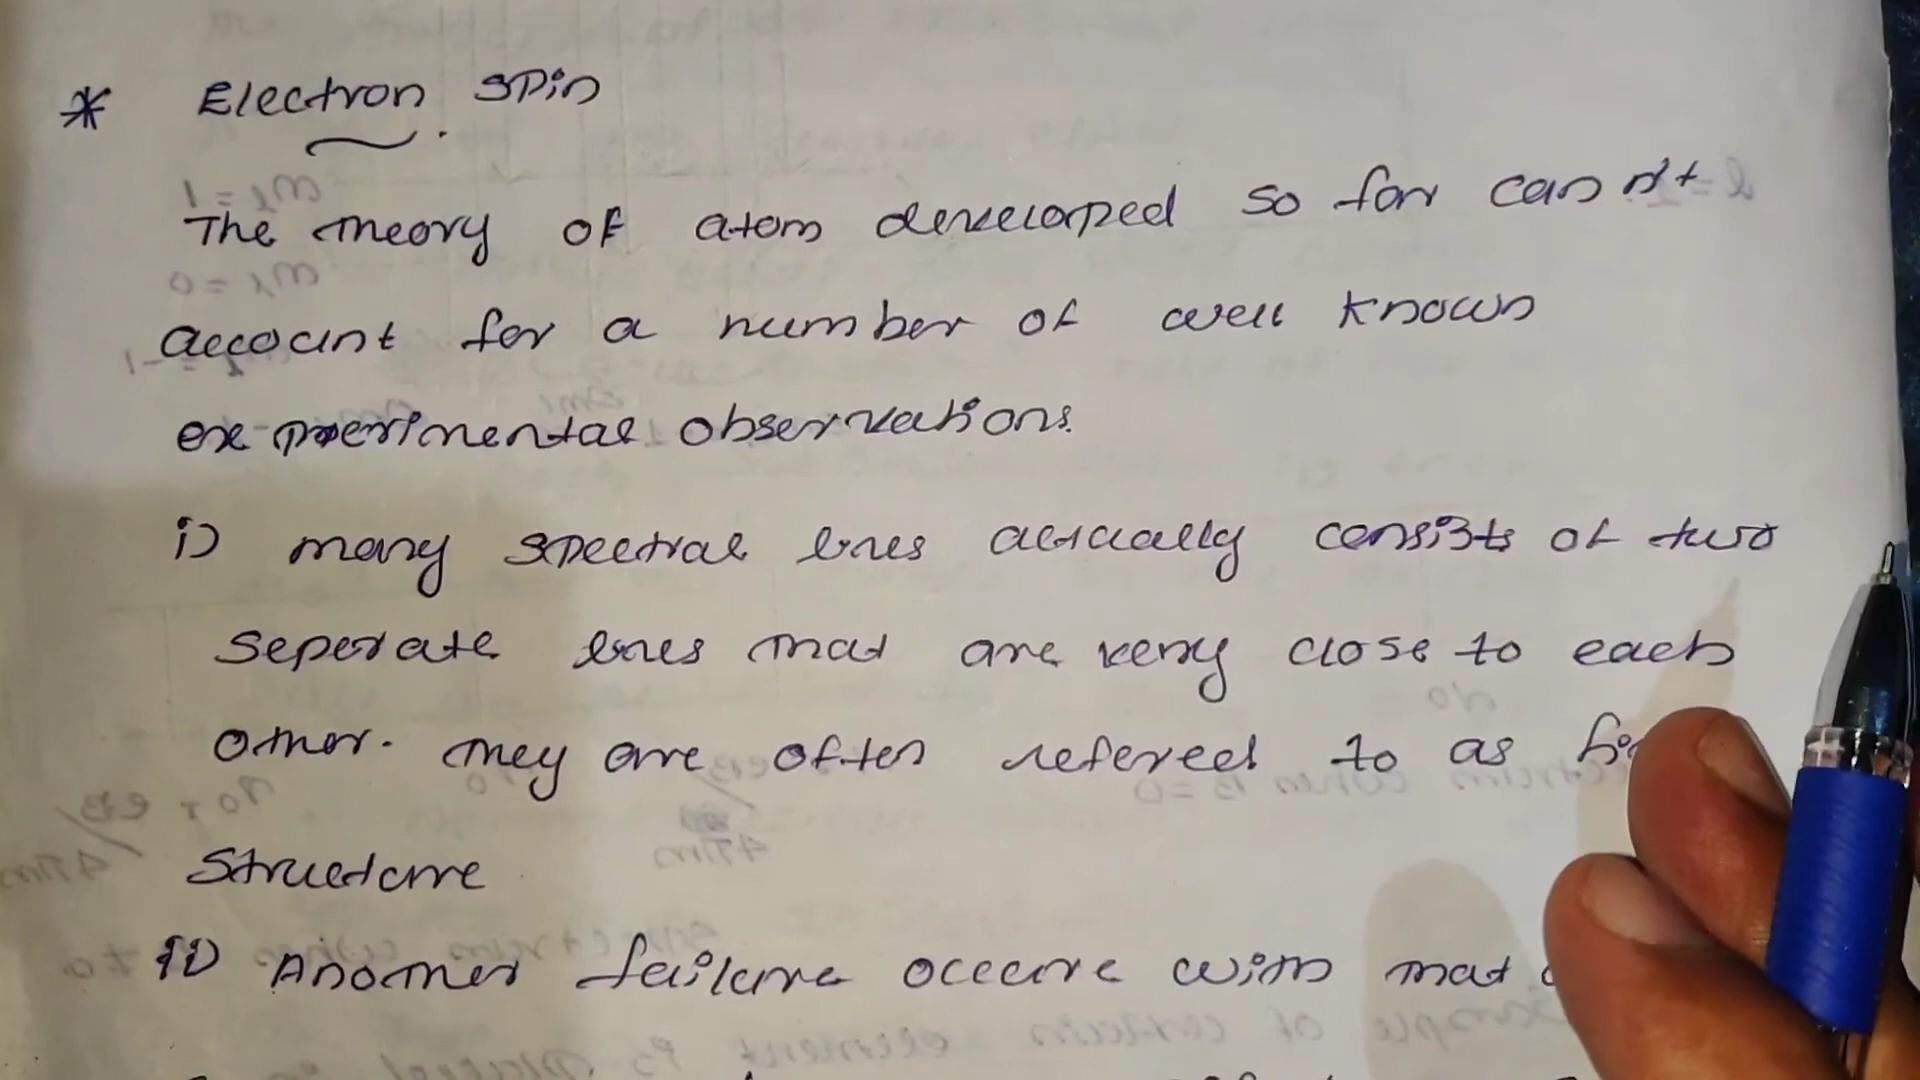 * Electron spin
The theory of atom developed so far can n't
account for a number of well known
ex-perimental observations.
i) many spectral lines actually consists of two
seperate lines that are very close to each
other. They are often refered to as
structure
ii) Another failure occure with that